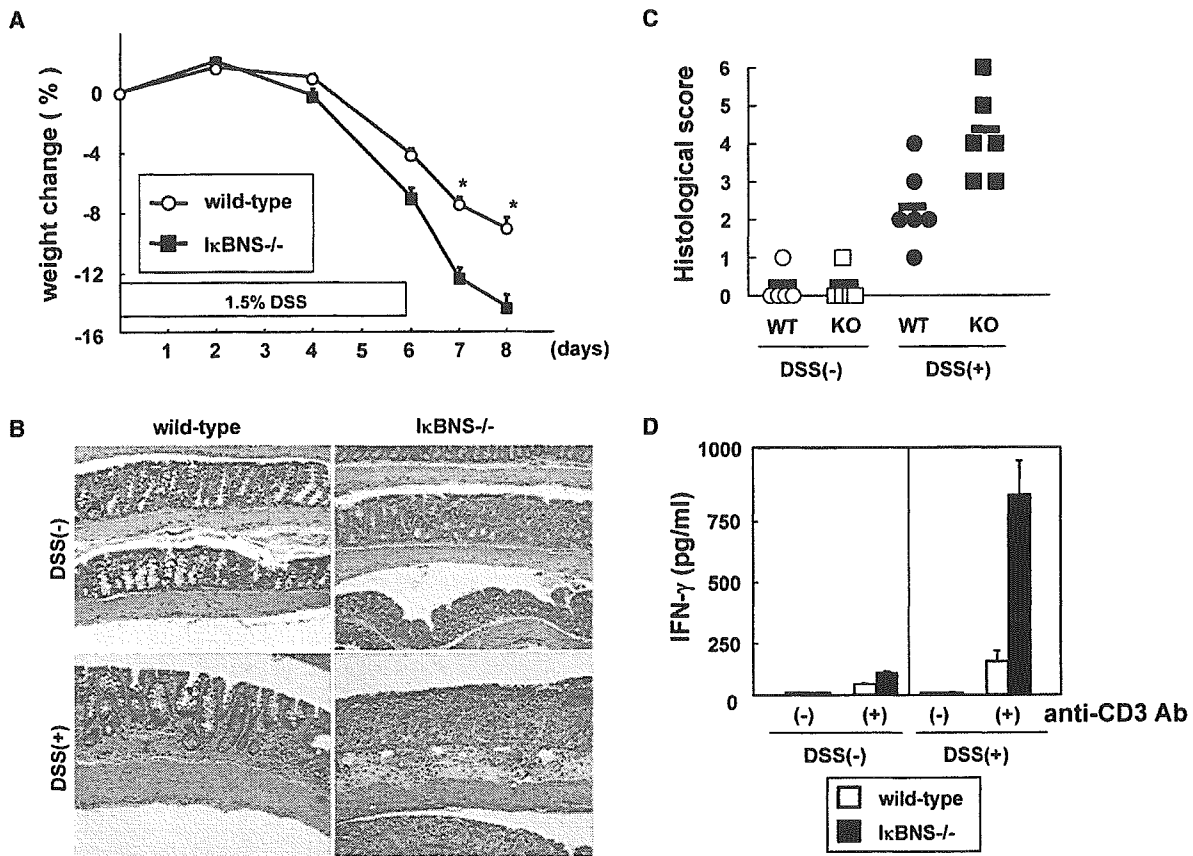 A
weight change ( % )
0
-4
-8
-12
-16
wild-type
IκBNS-/-
1.5% DSS
1 2 3 4 5 6 7 8 (days)
*
*
B
wild-type IκBNS-/-
DSS(-)
DSS(+)
C
Histological score
6
5
4
3
2
1
0
WT KO WT KO
DSS(-) DSS(+)
D
IFN-γ (pg/ml)
1000
750
500
250
0
(-) (+) (-) (+) anti-CD3 Ab
DSS(-) DSS(+)
wild-type
IκBNS-/-